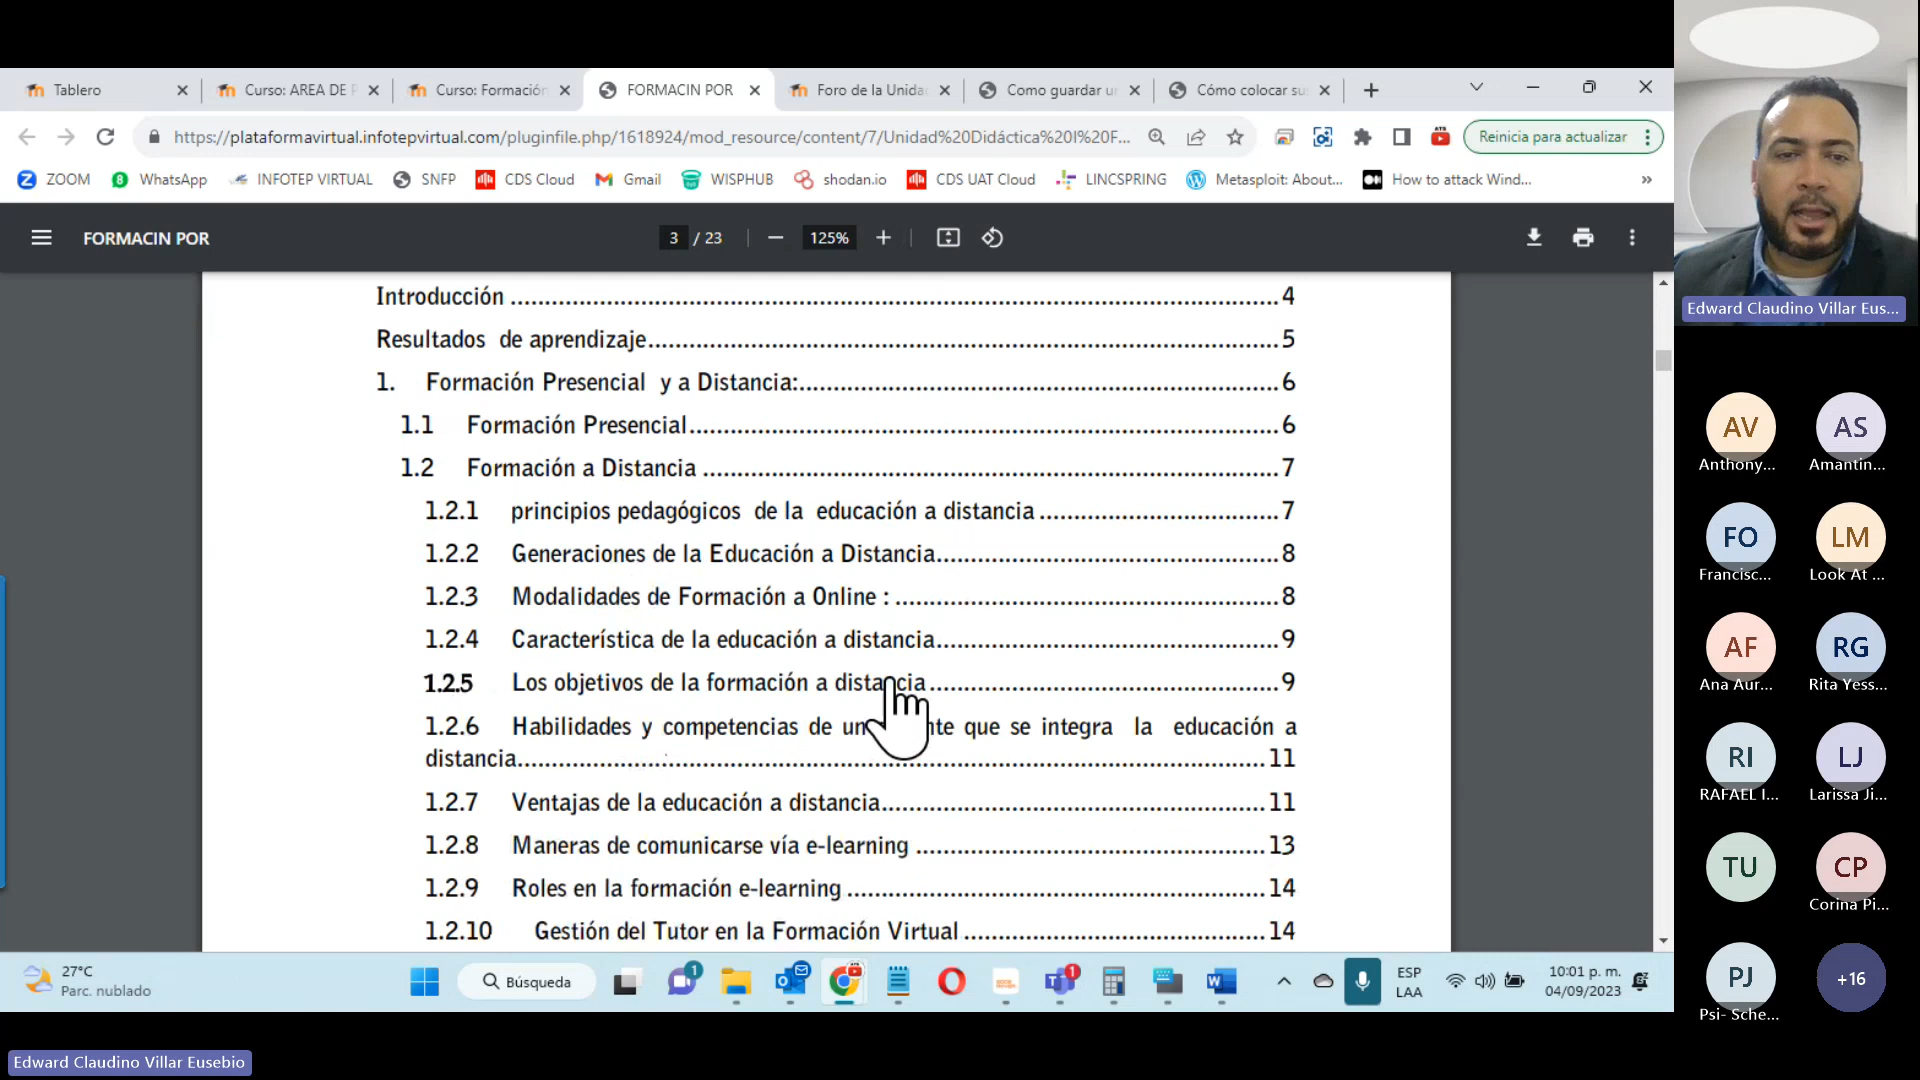 Tablero
Curso: AREA DE P
Curso: Formación
FORMACIN POR
Foro de la Unida
Como guardar un
Cómo colocar su
https://plataformavirtual.infotepvirtual.com/pluginfile.php/1618924/mod_resource/content/7/Unidad%20Didáctica%20I%20F...
Reinicia para actualizar
ZOOM
WhatsApp
INFOTEP VIRTUAL
SNFP
CDS Cloud
Gmail
WISPHUB
shodan.io
CDS UAT Cloud
LINCSPRING
Metasploit: About...
How to attack Wind...
»
FORMACIN POR
3 / 23
125%
Introducción ........ 4
Resultados de aprendizaje ........ 5
1. Formación Presencial y a Distancia: ........ 6
1.1 Formación Presencial ........ 6
1.2 Formación a Distancia ........ 7
1.2.1 principios pedagógicos de la educación a distancia ........ 7
1.2.2 Generaciones de la Educación a Distancia ........ 8
1.2.3 Modalidades de Formación a Online : ........ 8
1.2.4 Característica de la educación a distancia ........ 9
1.2.5 Los objetivos de la formación a distancia ........ 9
1.2.6 Habilidades y competencias de un que se integra la educación a
distancia ........ 11
1.2.7 Ventajas de la educación a distancia ........ 11
1.2.8 Maneras de comunicarse vía e-learning ........ 13
1.2.9 Roles en la formación e-learning ........ 14
1.2.10 Gestión del Tutor en la Formación Virtual ........ 14
27°C
Parc. nublado
Búsqueda
1
1
ESP
LAA
10:01 p. m.
04/09/2023
Edward Claudino Villar Eusebio
Edward Claudino Villar Eus...
AV
Anthony...
AS
Amantin...
FO
Francisc...
LM
Look At ...
AF
Ana Aur...
RG
Rita Yess...
RI
RAFAEL I...
LJ
Larissa Ji...
TU
CP
Corina Pi...
PJ
Psi- Sche...
+16